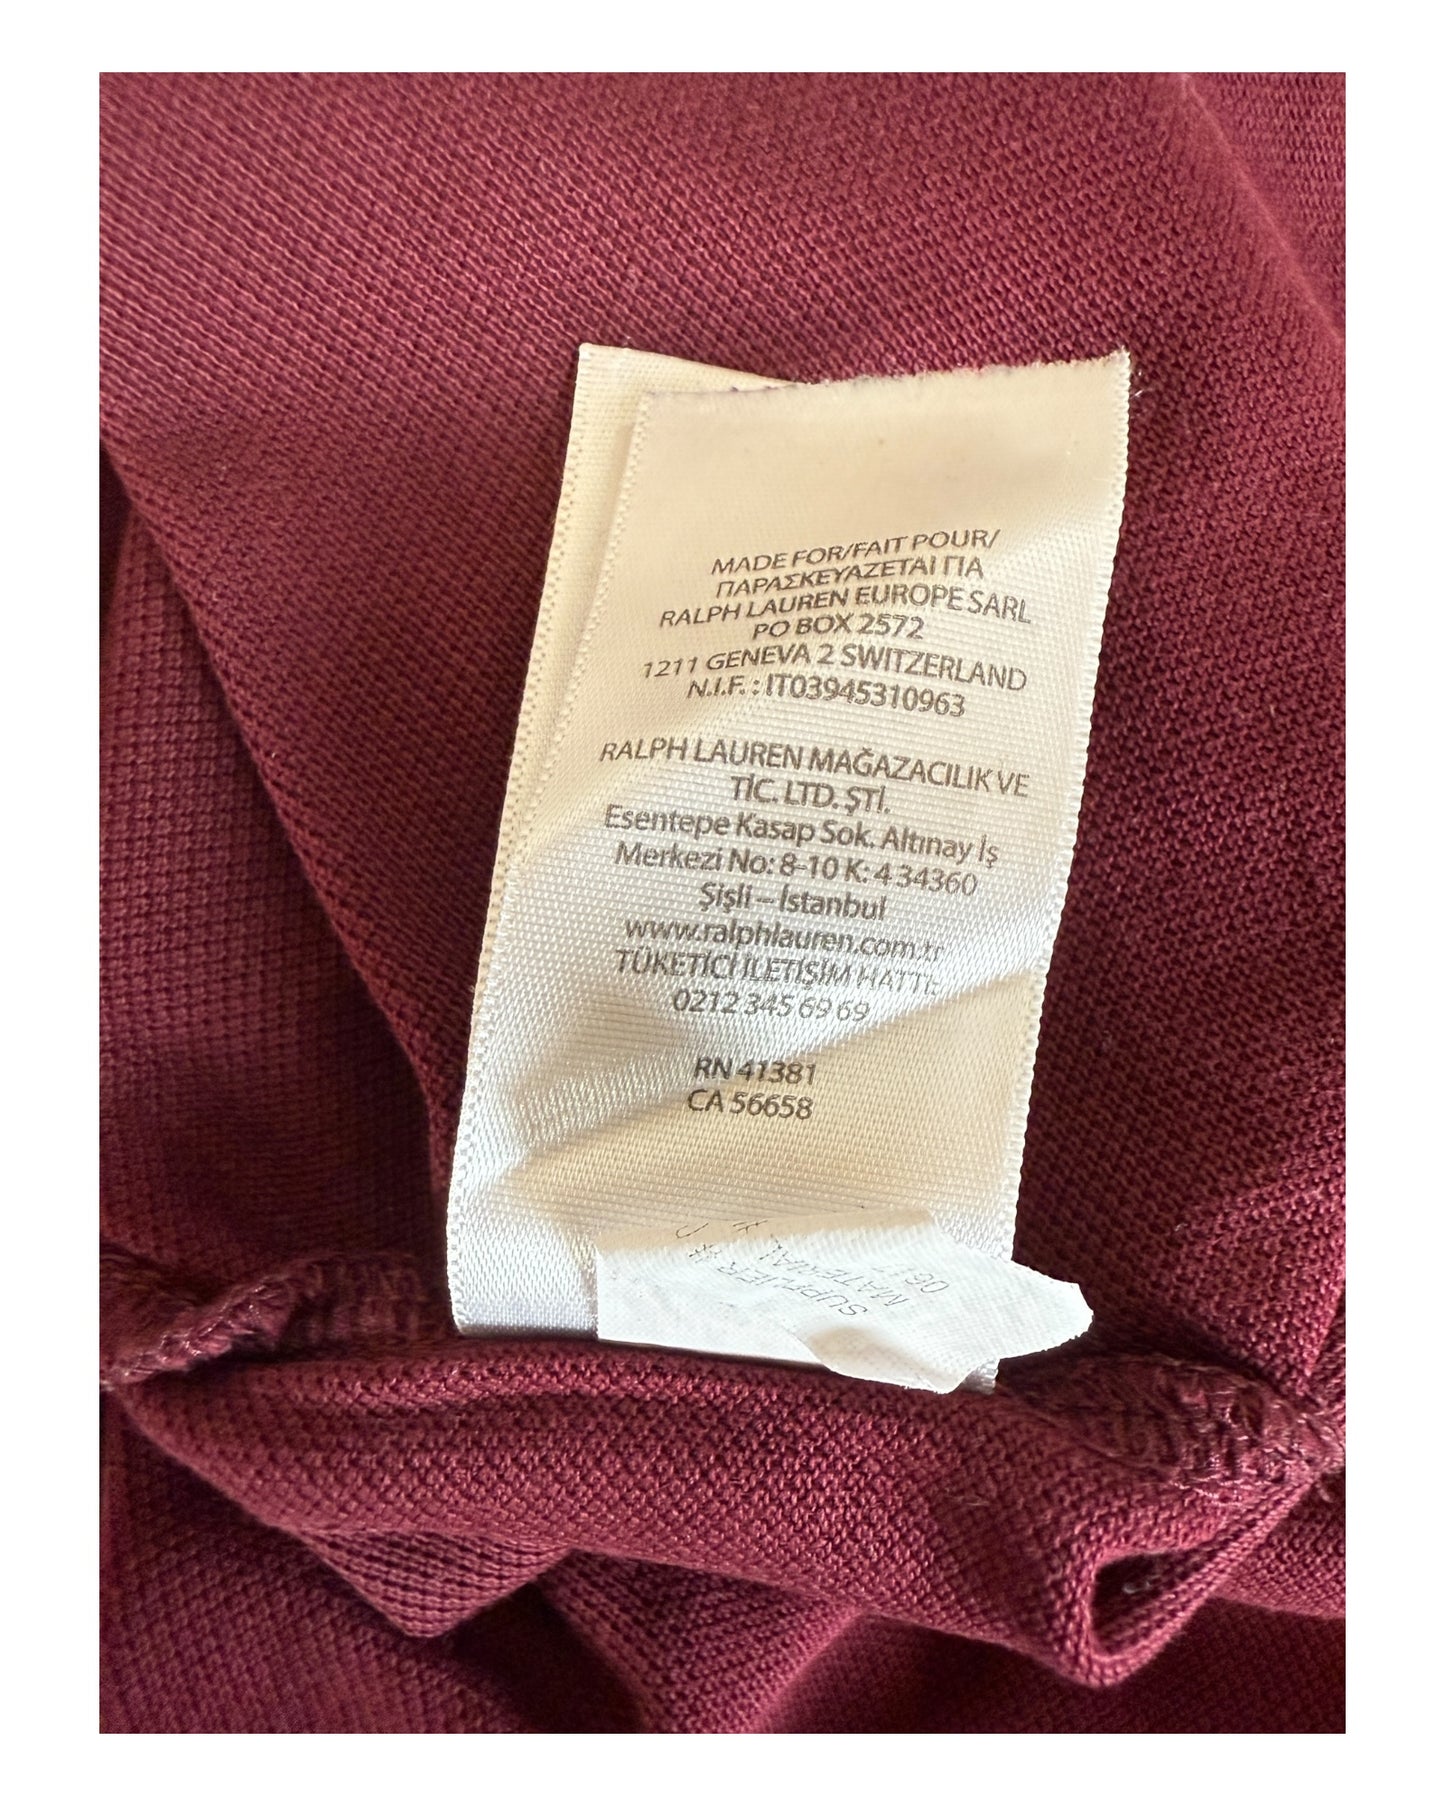 MADE FOR/FAIT POUR/
ΠΑΡΑΣΚΕΥΑΖΕΤΑΙ ΓΙΑ
RALPH LAUREN EUROPE SARL
PO BOX 2572
1211 GENEVA 2 SWITZERLAND
N.I.F. : IT03945310963
RALPH LAUREN MAĞAZACILIK VE
TİC. LTD. ŞTİ.
Esentepe Kasap Sok. Altınay İş
Merkezi No: 8-10 K: 4 34360
Şişli – İstanbul
www.ralphlauren.com.tr
TÜKETİCİ İLETİŞİM HATTI:
0212 345 69 69
RN 41381
CA 56658
SUPPLIER #
MATERIAL #